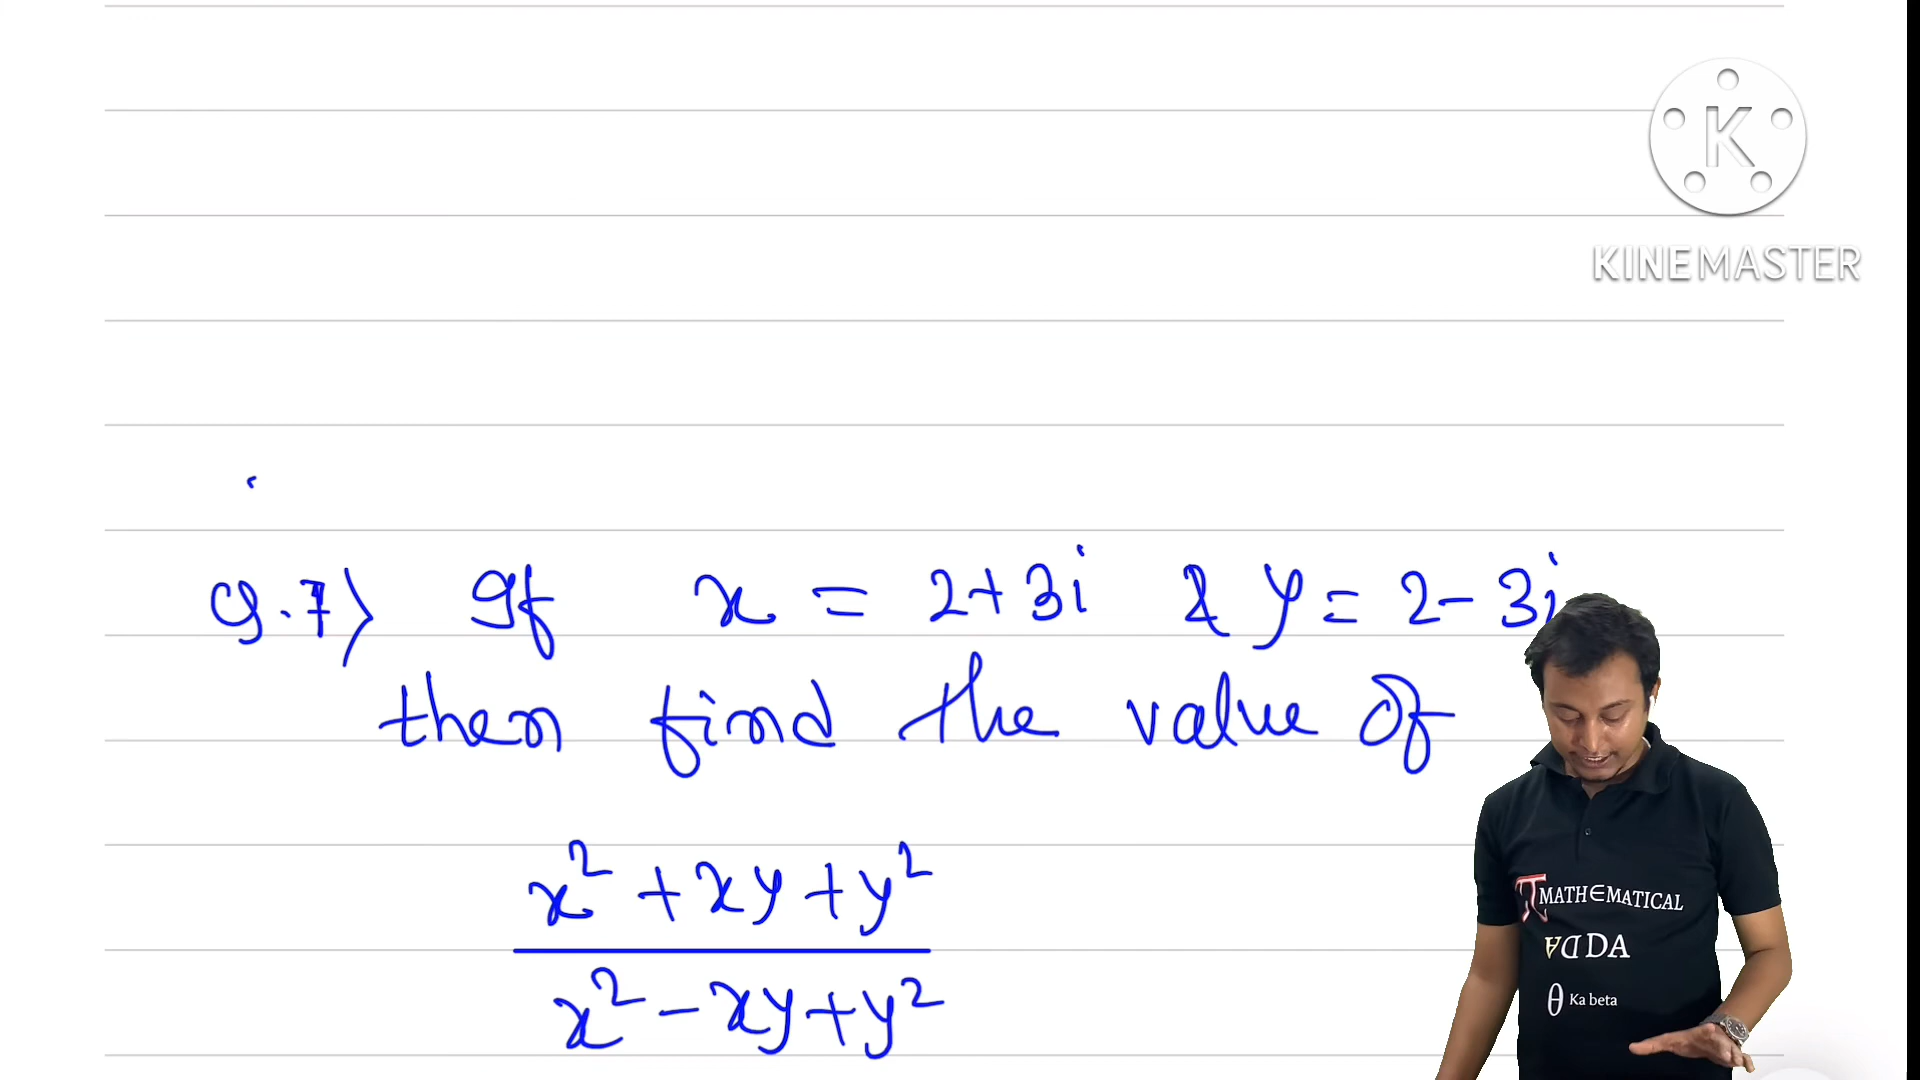 K
KINEMASTER
Q.7) If x = 2+3i & y = 2-3i
then find the value of
x² + xy + y²
x² - xy + y²
π MATH∈MATICAL
∀ᗡDA
θ Ka beta